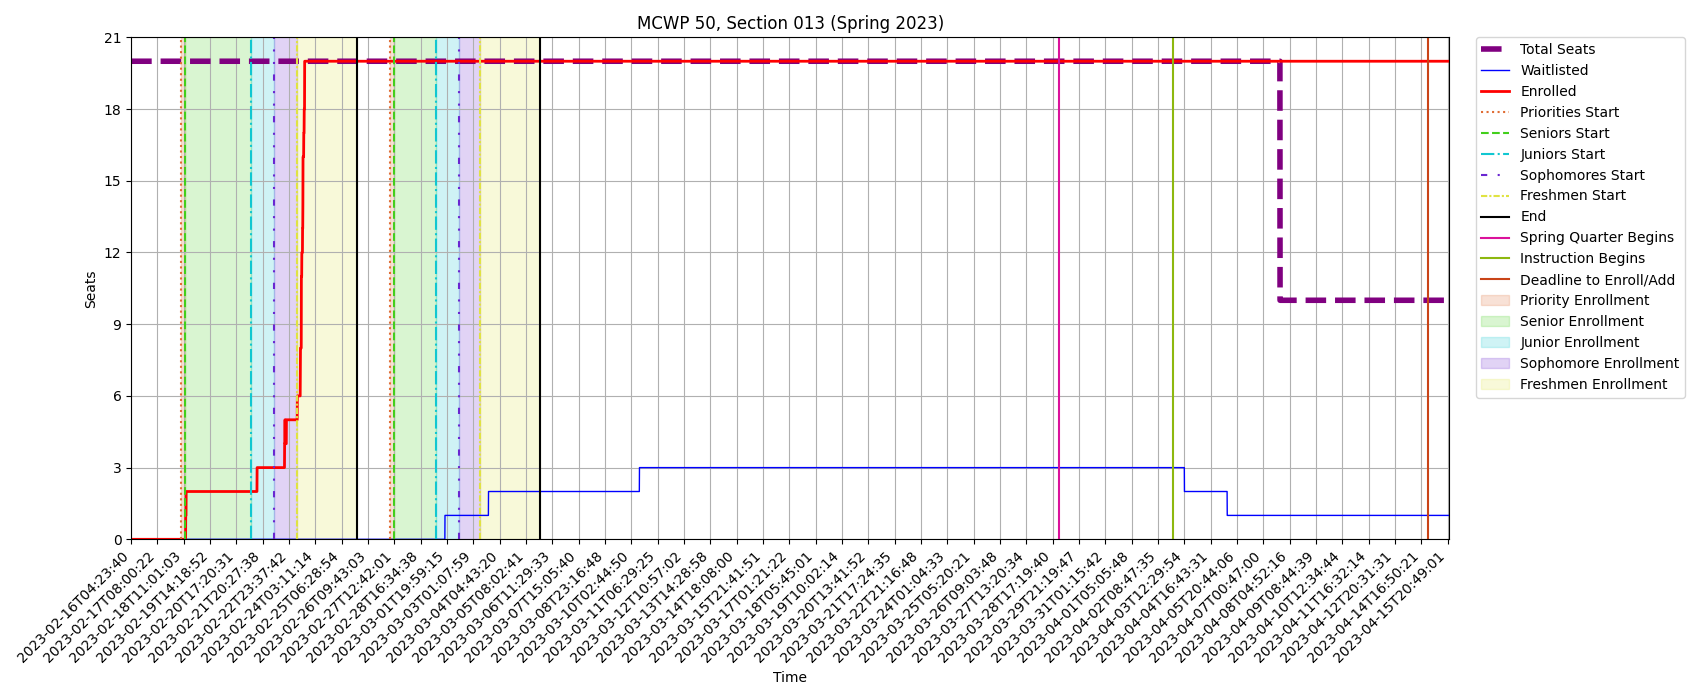 MCWP 50, Section 013 (Spring 2023)
Seats
21
18
15
12
9
6
3
0
2023-02-16T04:23:40
2023-02-17T08:00:22
2023-02-18T11:01:03
2023-02-19T14:18:52
2023-02-20T17:20:31
2023-02-21T20:27:38
2023-02-22T23:37:42
2023-02-24T03:11:14
2023-02-25T06:28:54
2023-02-26T09:43:03
2023-02-27T12:42:01
2023-02-28T16:34:38
2023-03-01T19:59:15
2023-03-03T01:07:59
2023-03-04T04:43:20
2023-03-05T08:02:41
2023-03-06T11:29:33
2023-03-07T15:05:40
2023-03-08T23:16:48
2023-03-10T02:44:50
2023-03-11T06:29:25
2023-03-12T10:57:02
2023-03-13T14:28:58
2023-03-14T18:08:00
2023-03-15T21:41:51
2023-03-17T01:21:22
2023-03-18T05:45:01
2023-03-19T10:02:14
2023-03-20T13:41:52
2023-03-21T17:24:35
2023-03-22T21:16:48
2023-03-24T01:04:33
2023-03-25T05:20:21
2023-03-26T09:03:48
2023-03-27T13:20:34
2023-03-28T17:19:40
2023-03-29T21:19:47
2023-03-31T01:15:42
2023-04-01T05:05:48
2023-04-02T08:47:35
2023-04-03T12:29:54
2023-04-04T16:43:31
2023-04-05T20:44:06
2023-04-07T00:47:00
2023-04-08T04:52:16
2023-04-09T08:44:39
2023-04-10T12:34:44
2023-04-11T16:32:14
2023-04-12T20:31:31
2023-04-14T16:50:21
2023-04-15T20:49:01
Time
Total Seats
Waitlisted
Enrolled
Priorities Start
Seniors Start
Juniors Start
Sophomores Start
Freshmen Start
End
Spring Quarter Begins
Instruction Begins
Deadline to Enroll/Add
Priority Enrollment
Senior Enrollment
Junior Enrollment
Sophomore Enrollment
Freshmen Enrollment